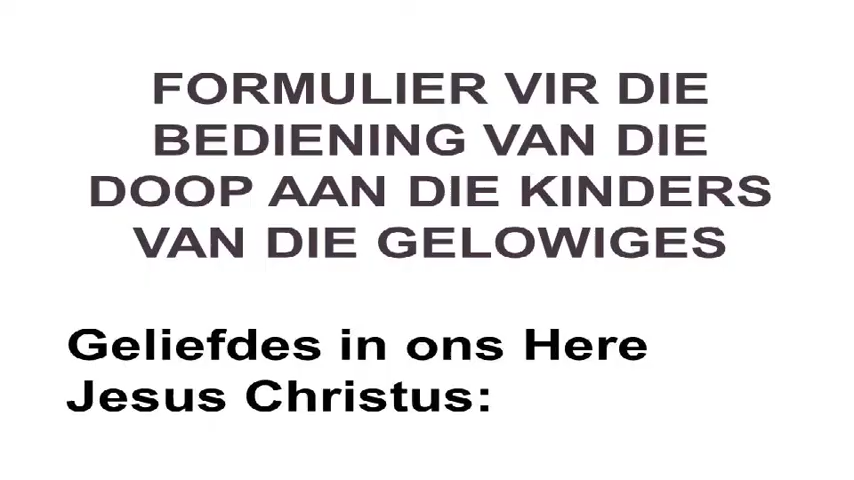 FORMULIER VIR DIE
BEDIENING VAN DIE
DOOP AAN DIE KINDERS
VAN DIE GELOWIGES
Geliefdes in ons Here
Jesus Christus: